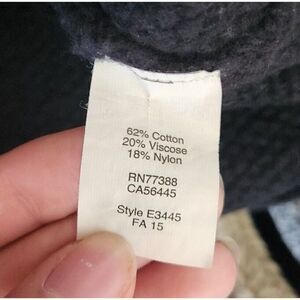 62% Cotton
20% Viscose
18% Nylon
RN77388
CA56445
Style E3445
FA 15